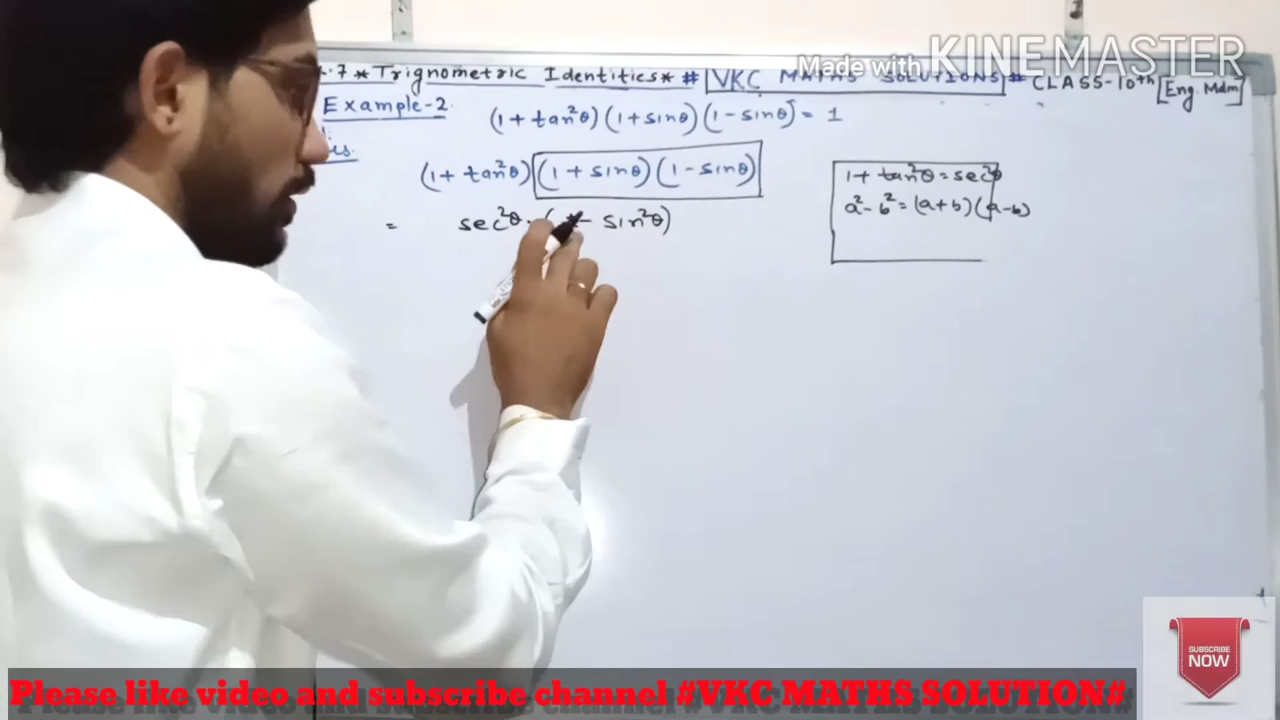 Made with KINEMASTER
.7 * Trignometric Identities * # VKC MATHS SOLUTIONS # CLASS-10th [Eng. Mdm]
Example-2
(1 + tan²θ)(1+sinθ)(1-sinθ) = 1
(1 + tan²θ)(1 + sinθ)(1 - sinθ)
= sec²θ · ( - sin²θ)
1 + tan²θ = sec²θ
a² - b² = (a+b)(a-b)
SUBSCRIBE
NOW
Please like video and subscribe channel #VKC MATHS SOLUTION#